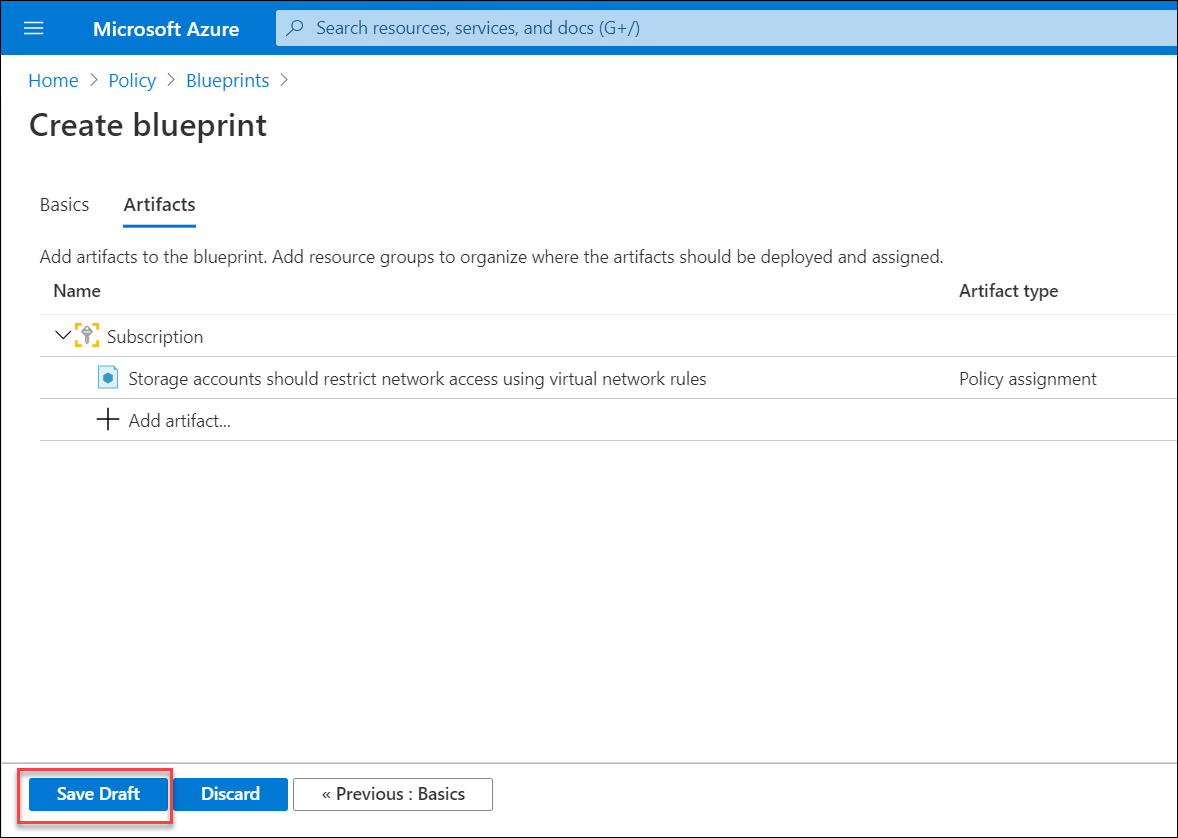 Microsoft Azure
Search resources, services, and docs (G+/)
Home > Policy > Blueprints >
Create blueprint
Basics Artifacts
Add artifacts to the blueprint. Add resource groups to organize where the artifacts should be deployed and assigned.
Name Artifact type
Subscription
Storage accounts should restrict network access using virtual network rules Policy assignment
Add artifact...
Save Draft Discard « Previous : Basics